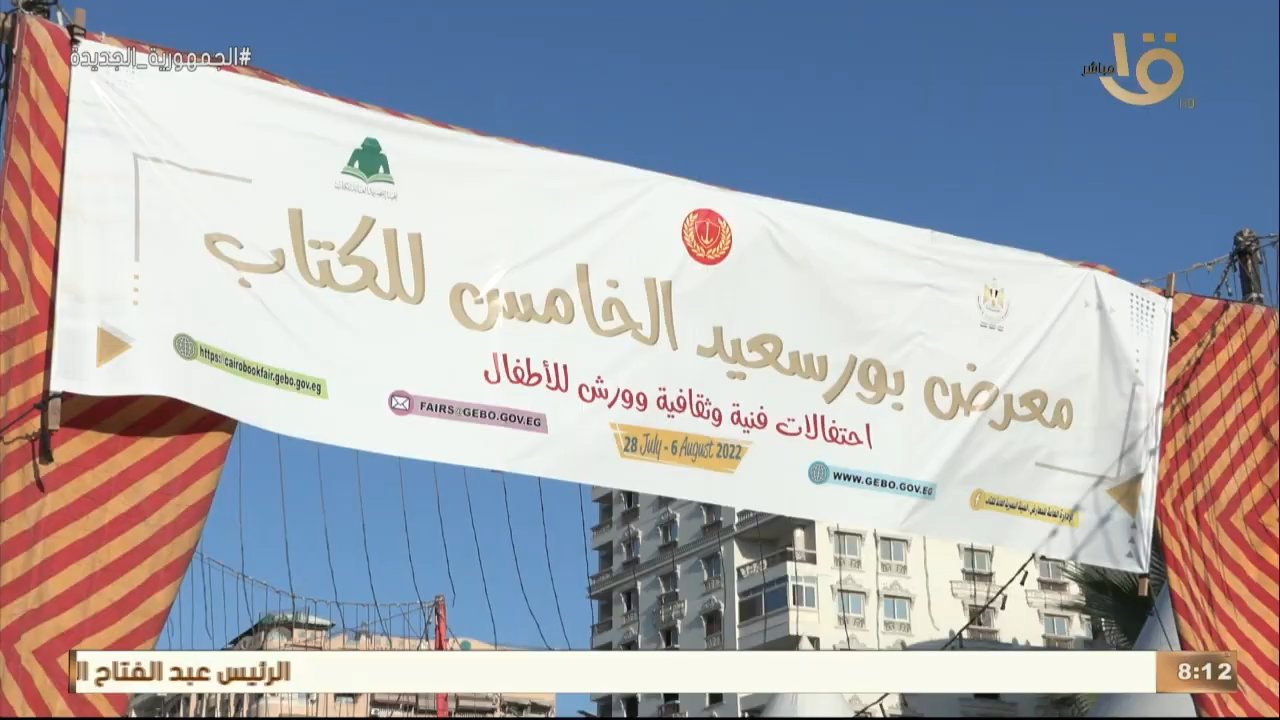 #الجمهورية_الجديدة
مباشر
معرض بورسعيد الخامس للكتاب
احتفالات فنية وثقافية وورش للأطفال
28 July - 6 August 2022
https: cairobookfair.gebo.gov.eg
FAIRS@GEBO.GOV.EG
WWW.GEBO.GOV.EG
الرئيس عبد الفتاح ال
8:12